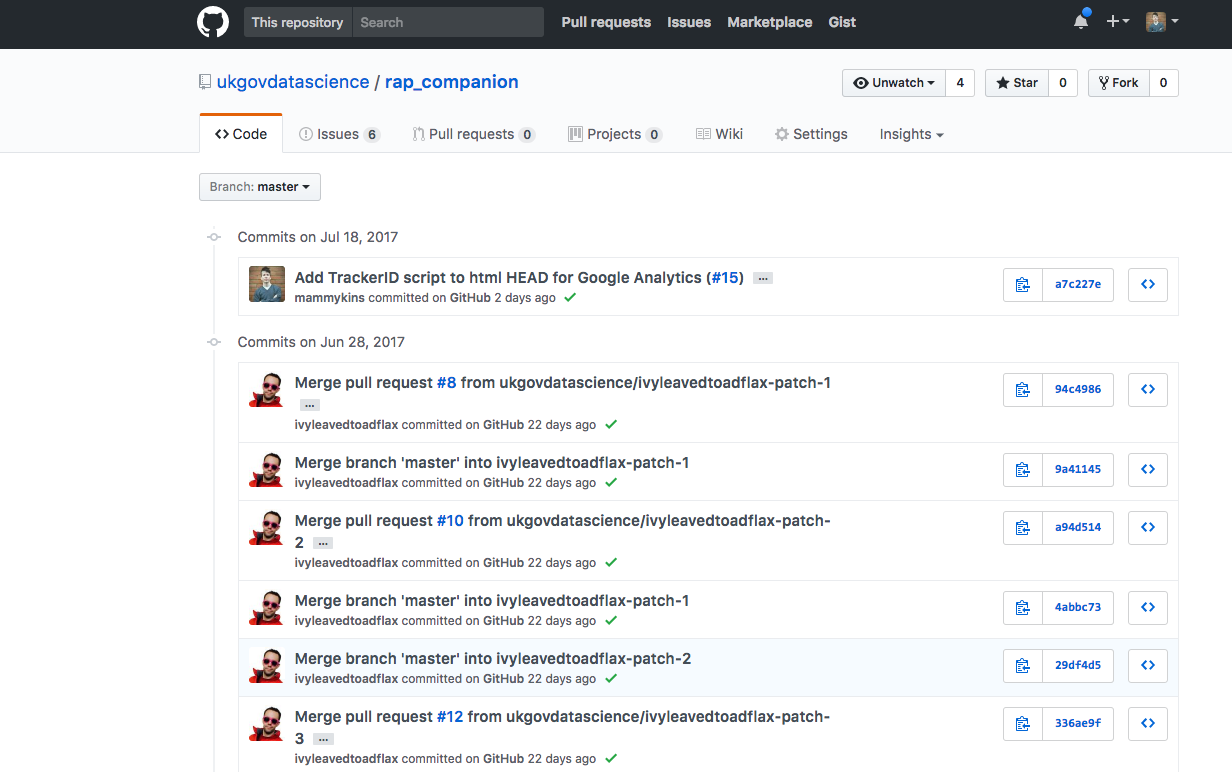 This repository Search Pull requests Issues Marketplace Gist
ukgovdatascience / rap_companion Unwatch 4 Star 0 Fork 0
Code Issues 6 Pull requests 0 Projects 0 Wiki Settings Insights
Branch: master
Commits on Jul 18, 2017
Add TrackerID script to html HEAD for Google Analytics (#15) …
a7c227e
mammykins committed on GitHub 2 days ago
Commits on Jun 28, 2017
Merge pull request #8 from ukgovdatascience/ivyleavedtoadflax-patch-1
94c4986
…
ivyleavedtoadflax committed on GitHub 22 days ago
Merge branch 'master' into ivyleavedtoadflax-patch-1
9a41145
ivyleavedtoadflax committed on GitHub 22 days ago
Merge pull request #10 from ukgovdatascience/ivyleavedtoadflax-patch-
a94d514
2 …
ivyleavedtoadflax committed on GitHub 22 days ago
Merge branch 'master' into ivyleavedtoadflax-patch-1
4abbc73
ivyleavedtoadflax committed on GitHub 22 days ago
Merge branch 'master' into ivyleavedtoadflax-patch-2
29df4d5
ivyleavedtoadflax committed on GitHub 22 days ago
Merge pull request #12 from ukgovdatascience/ivyleavedtoadflax-patch-
336ae9f
3 …
ivyleavedtoadflax committed on GitHub 22 days ago